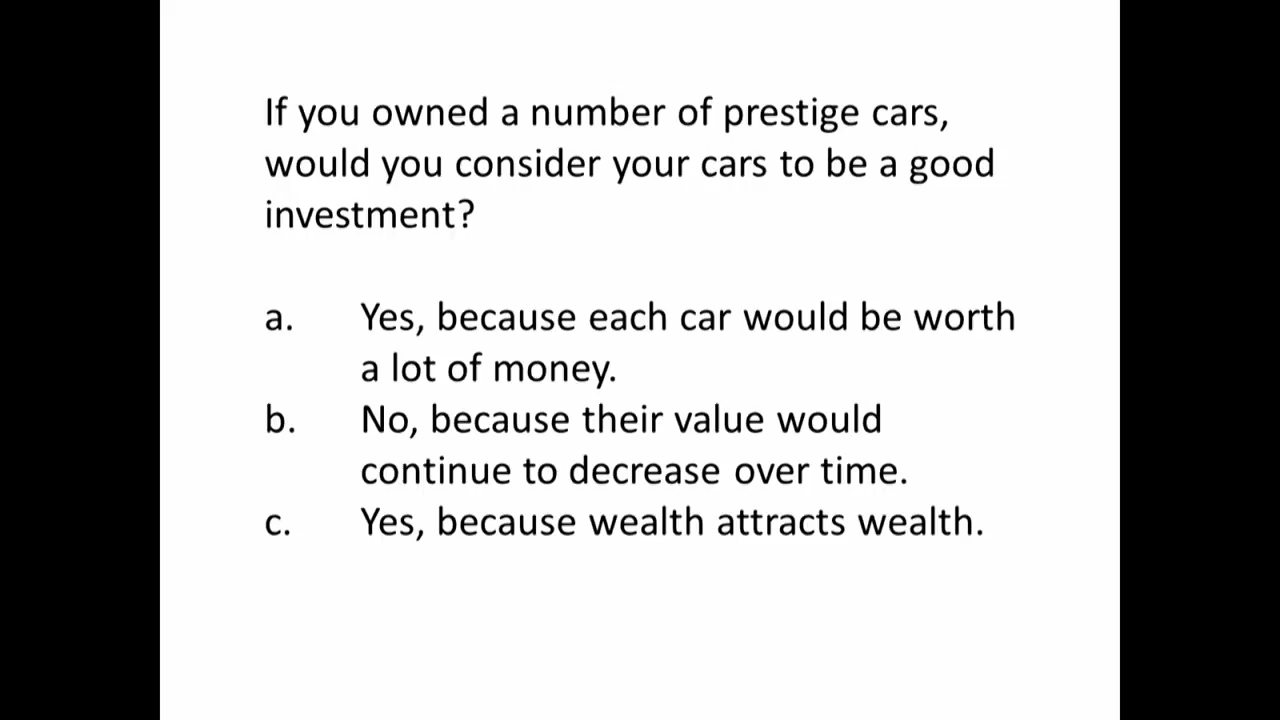 If you owned a number of prestige cars,
would you consider your cars to be a good
investment?
a. Yes, because each car would be worth
a lot of money.
b. No, because their value would
continue to decrease over time.
c. Yes, because wealth attracts wealth.